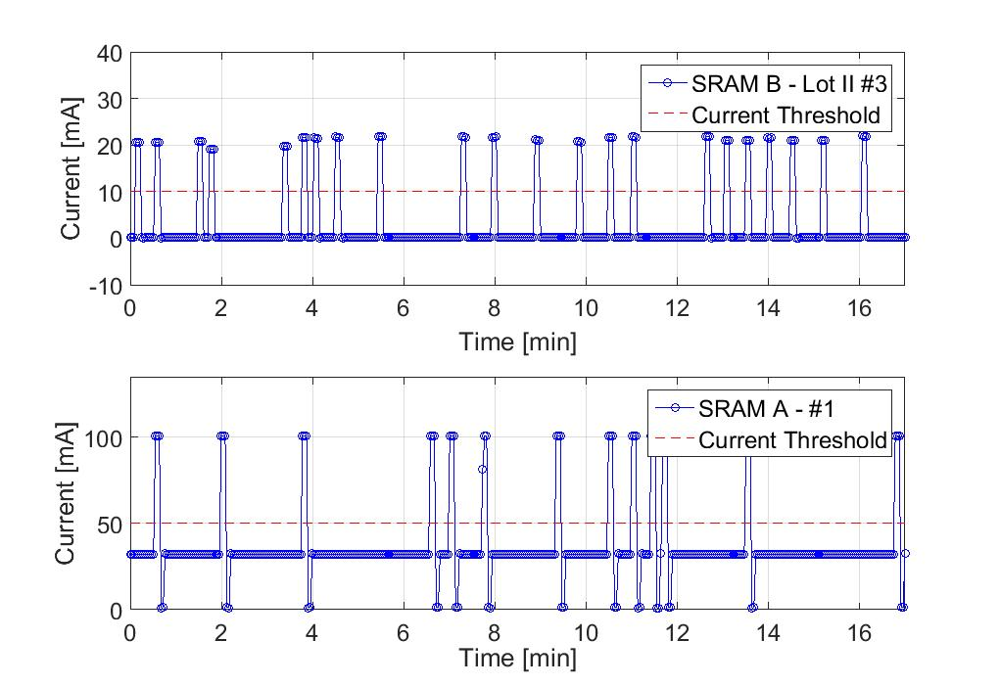 40
30
20
10
0
-10
Current [mA]
SRAM B - Lot II #3
Current Threshold
0 2 4 6 8 10 12 14 16
Time [min]
100
50
0
Current [mA]
SRAM A - #1
Current Threshold
0 2 4 6 8 10 12 14 16
Time [min]